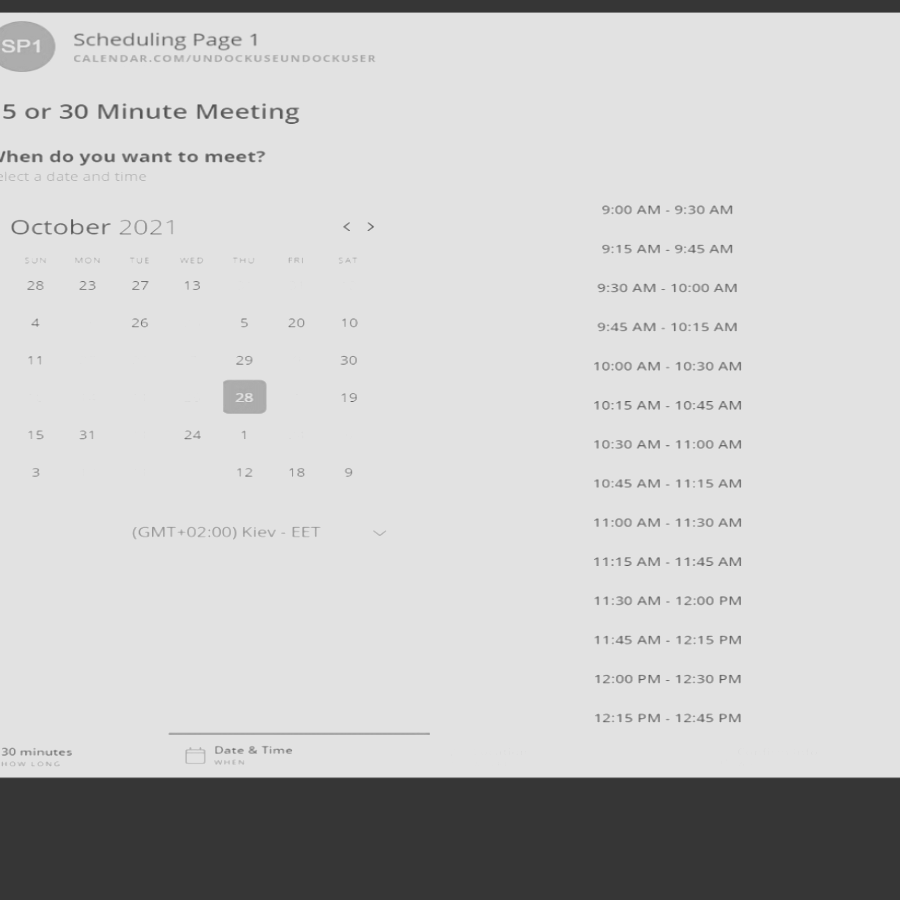 SP1
Scheduling Page 1
CALENDAR.COM/UNDOCKUSEUNDOCKUSER
5 or 30 Minute Meeting
When do you want to meet?
elect a date and time
October 2021 < >
SUN MON TUE WED THU FRI SAT
28 23 27 13
4 26 5 20 10
11 29 30
28 19
15 31 24 1
3 12 18 9
(GMT+02:00) Kiev - EET
9:00 AM - 9:30 AM
9:15 AM - 9:45 AM
9:30 AM - 10:00 AM
9:45 AM - 10:15 AM
10:00 AM - 10:30 AM
10:15 AM - 10:45 AM
10:30 AM - 11:00 AM
10:45 AM - 11:15 AM
11:00 AM - 11:30 AM
11:15 AM - 11:45 AM
11:30 AM - 12:00 PM
11:45 AM - 12:15 PM
12:00 PM - 12:30 PM
12:15 PM - 12:45 PM
30 minutes
HOW LONG
Date & Time
WHEN